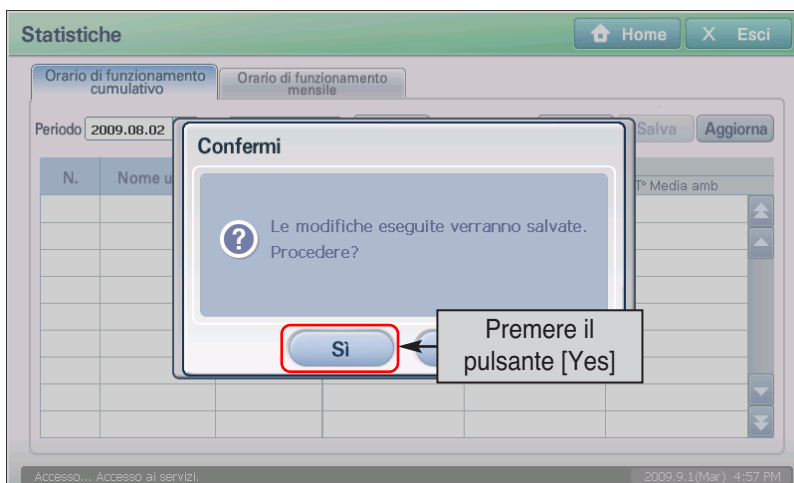 Statistiche
Home
X Esci
Orario di funzionamento
cumulativo
Orario di funzionamento
mensile
Periodo 2009.08.02
Salva
Aggiorna
Confermi
N.
Nome u
T° Media amb
Le modifiche eseguite verranno salvate.
Procedere?
Sì
Premere il
pulsante [Yes]
Accesso... Accesso ai servizi.
2009.9.1(Mar) 4:57 PM